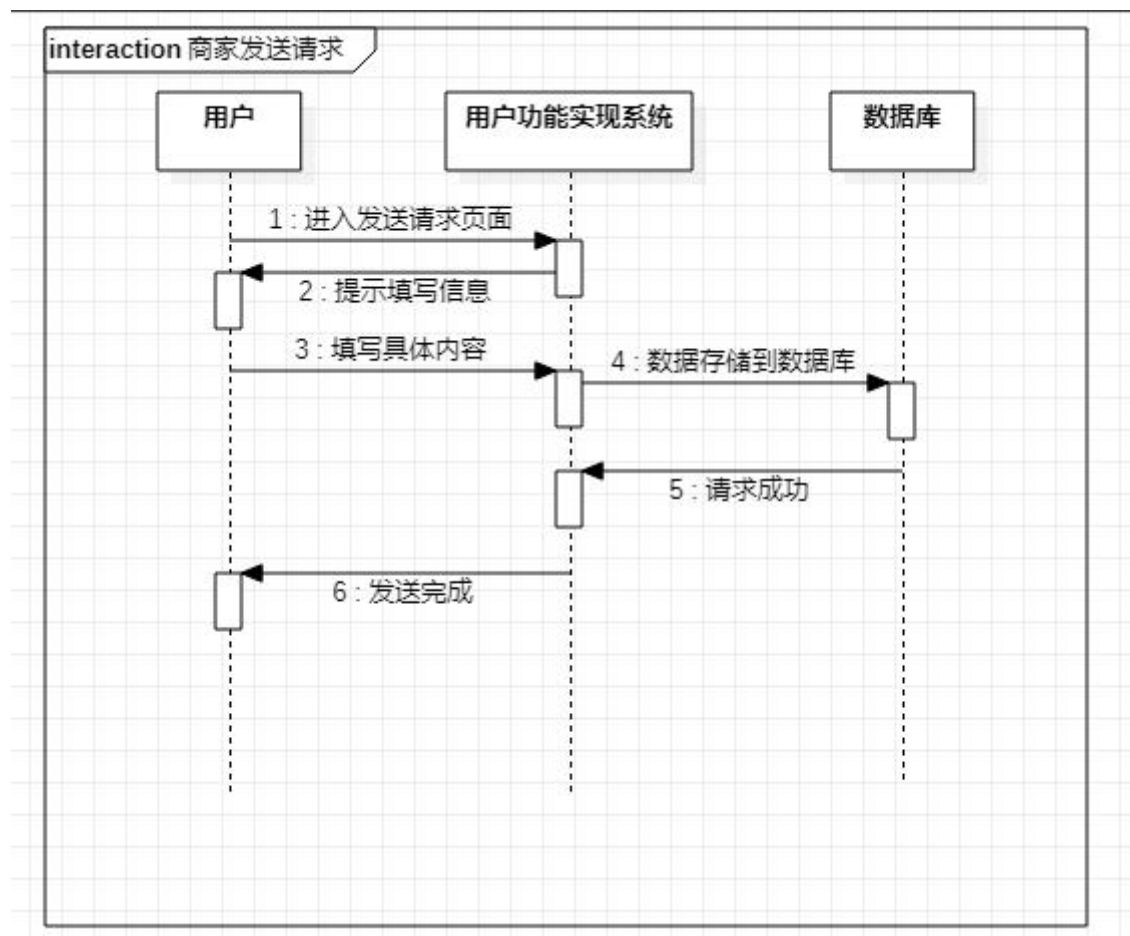 interaction 商家发送请求
用户
用户功能实现系统
数据库
1 : 进入发送请求页面
2 : 提示填写信息
3 : 填写具体内容
4 : 数据存储到数据库
5 : 请求成功
6 : 发送完成